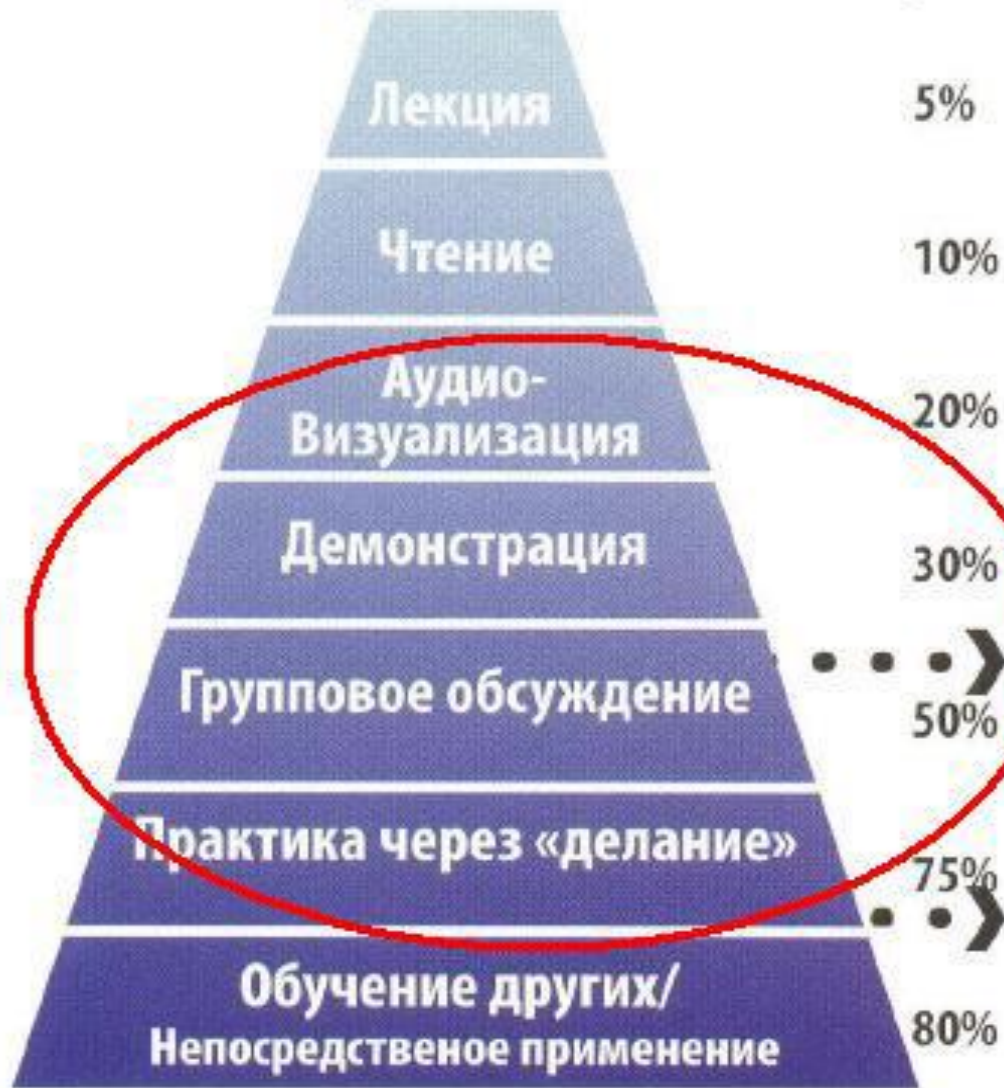 Лекция 5%
Чтение 10%
Аудио-
Визуализация 20%
Демонстрация 30%
Групповое обсуждение 50%
Практика через «делание» 75%
Обучение других/
Непосредственое применение 80%